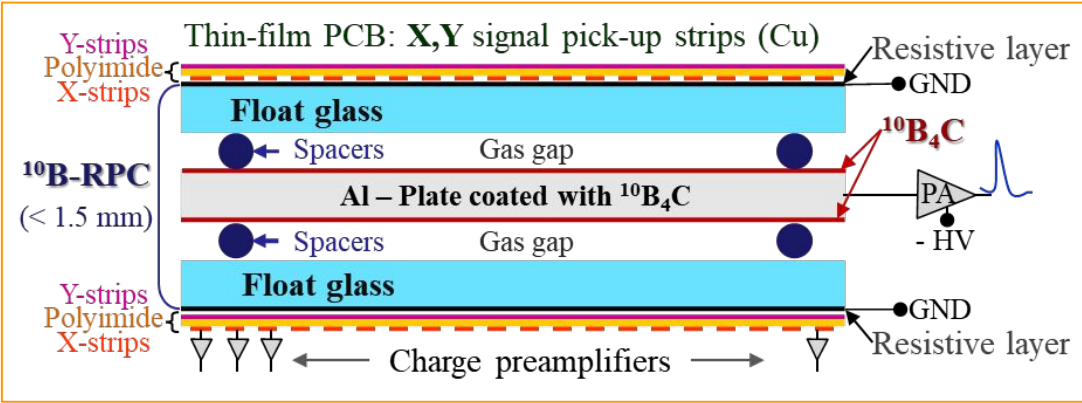 Thin-film PCB: X,Y signal pick-up strips (Cu)
Y-strips
Polyimide
X-strips
Resistive layer
GND
Float glass
¹⁰B₄C
Spacers Gas gap
¹⁰B-RPC
(< 1.5 mm)
Al – Plate coated with ¹⁰B₄C
PA
- HV
Spacers Gas gap
Float glass
Y-strips
Polyimide
X-strips
GND
Resistive layer
Charge preamplifiers